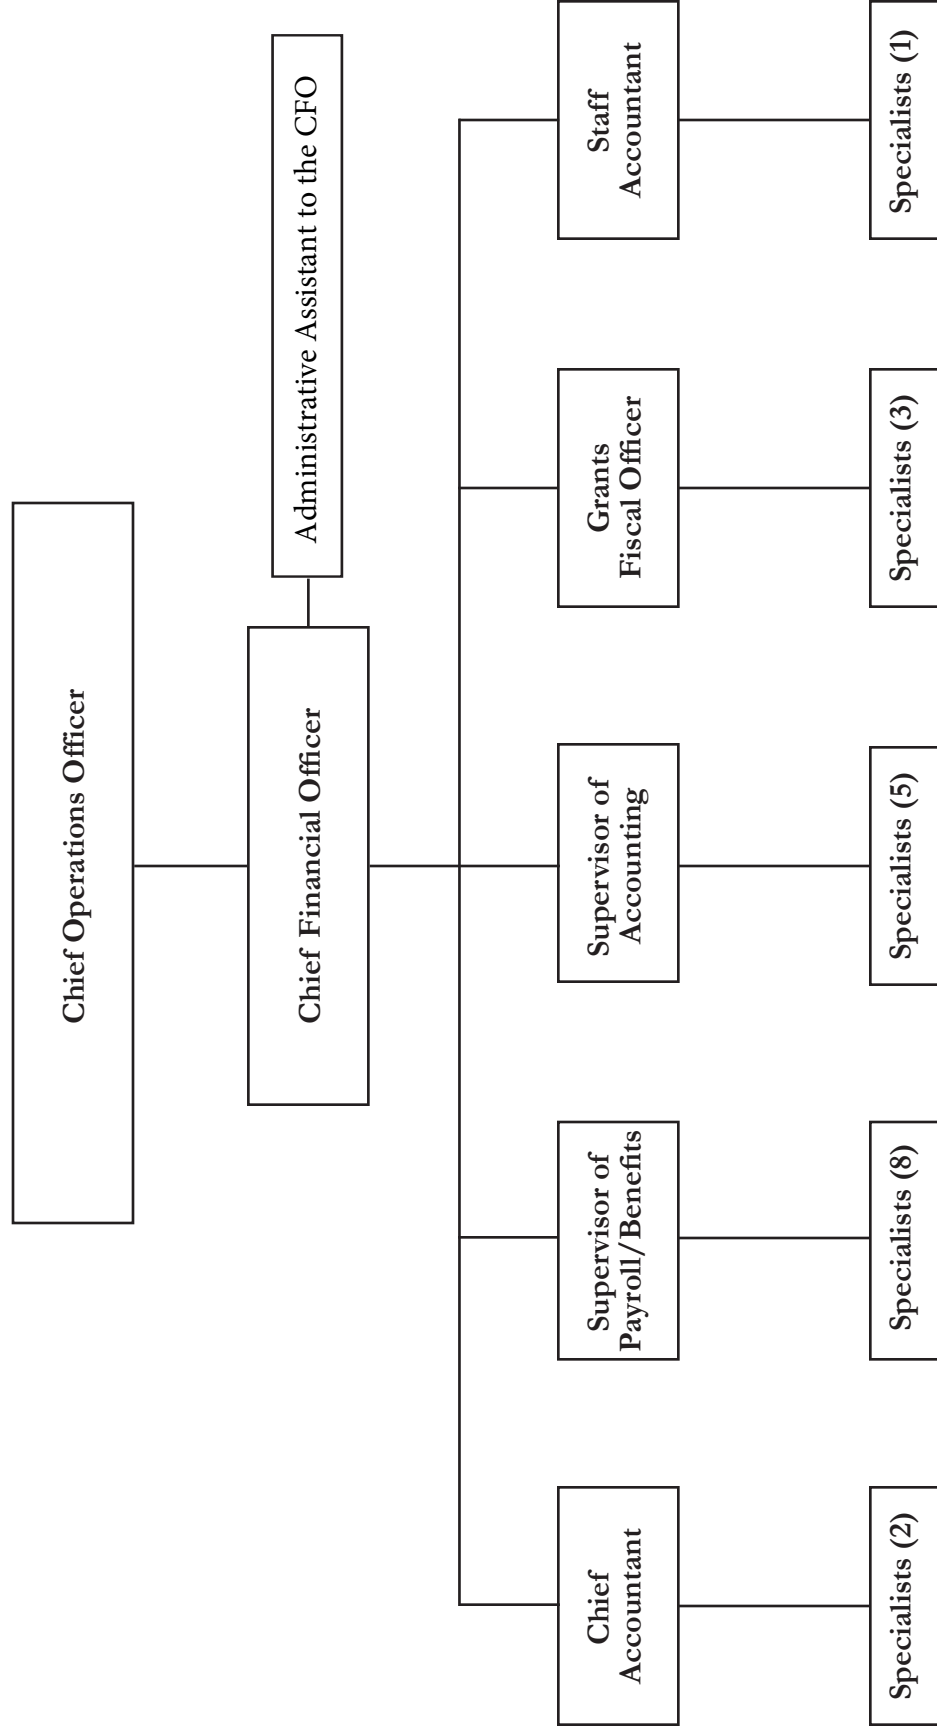 Chief Operations Officer
Chief Financial Officer
Administrative Assistant to the CFO
Chief
Accountant
Supervisor of
Payroll/Benefits
Supervisor of
Accounting
Grants
Fiscal Officer
Staff
Accountant
Specialists (2)
Specialists (8)
Specialists (5)
Specialists (3)
Specialists (1)